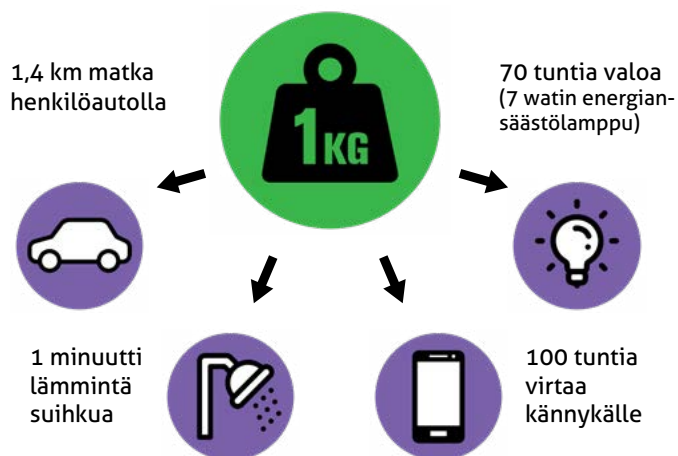 1,4 km matka
henkilöautolla
1KG
70 tuntia valoa
(7 watin energian-
säästölamppu)
1 minuutti
lämmintä
suihkua
100 tuntia
virtaa
kännykälle